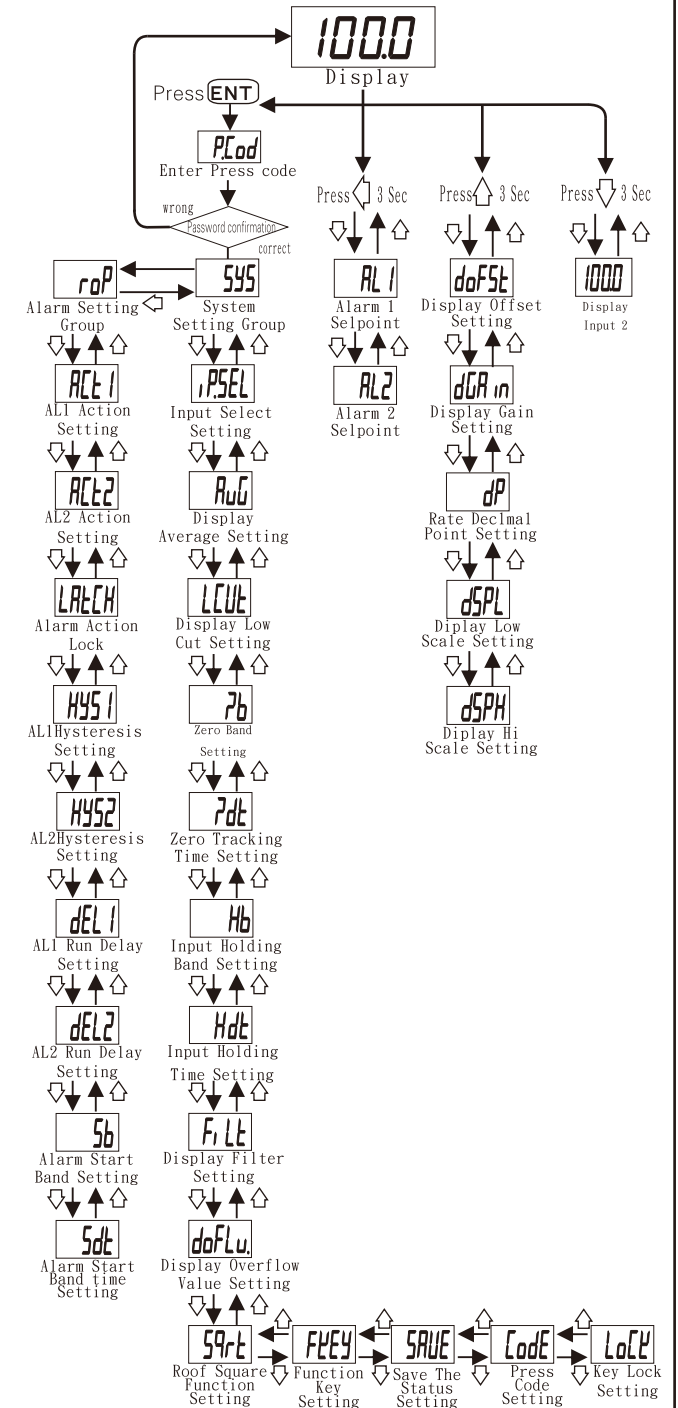 100.0
Display
Press ENT
P.Cod
Enter Press code
wrong
Password confirmation
correct
Press 3 Sec
Press 3 Sec
Press 3 Sec
roP
Alarm Setting
Group
ACt1
AL1 Action
Setting
ACt2
AL2 Action
Setting
LAtCH
Alarm Action
Lock
HYS1
AL1Hysteresis
Setting
HYS2
AL2Hysteresis
Setting
dEL1
AL1 Run Delay
Setting
dEL2
AL2 Run Delay
Setting
Sb
Alarm Start
Band Setting
Sdt
Alarm Start
Band time
Setting
SYS
System
Setting Group
iP.SEL
Input Select
Setting
AuG
Display
Average Setting
LCUt
Display Low
Cut Setting
?b
Zero Band
Setting
?dt
Zero Tracking
Time Setting
Hb
Input Holding
Band Setting
Hdt
Input Holding
Time Setting
FiLt
Display Filter
Setting
doFLu.
Display Overflow
Value Setting
S9rt
Roof Square
Function
Setting
FKEY
Function
Key
Setting
SAUE
Save The
Status
Setting
CodE
Press
Code
Setting
LoCK
Key Lock
Setting
AL1
Alarm 1
Selpoint
AL2
Alarm 2
Selpoint
doFSt
Display Offset
Setting
dGAin
Display Gain
Setting
dP
Rate Declmal
Point Setting
dSPL
Diplay Low
Scale Setting
dSPH
Diplay Hi
Scale Setting
100.0
Display
Input 2